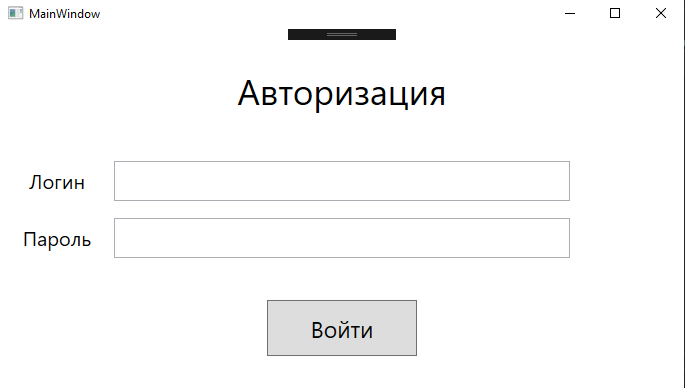 MainWindow
Авторизация
Логин
Пароль
Войти